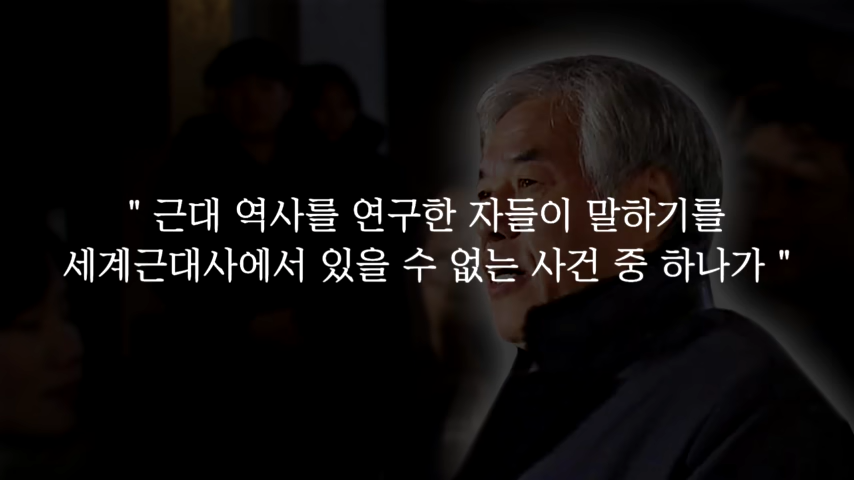 " 근대 역사를 연구한 자들이 말하기를
세계근대사에서 있을 수 없는 사건 중 하나가 "